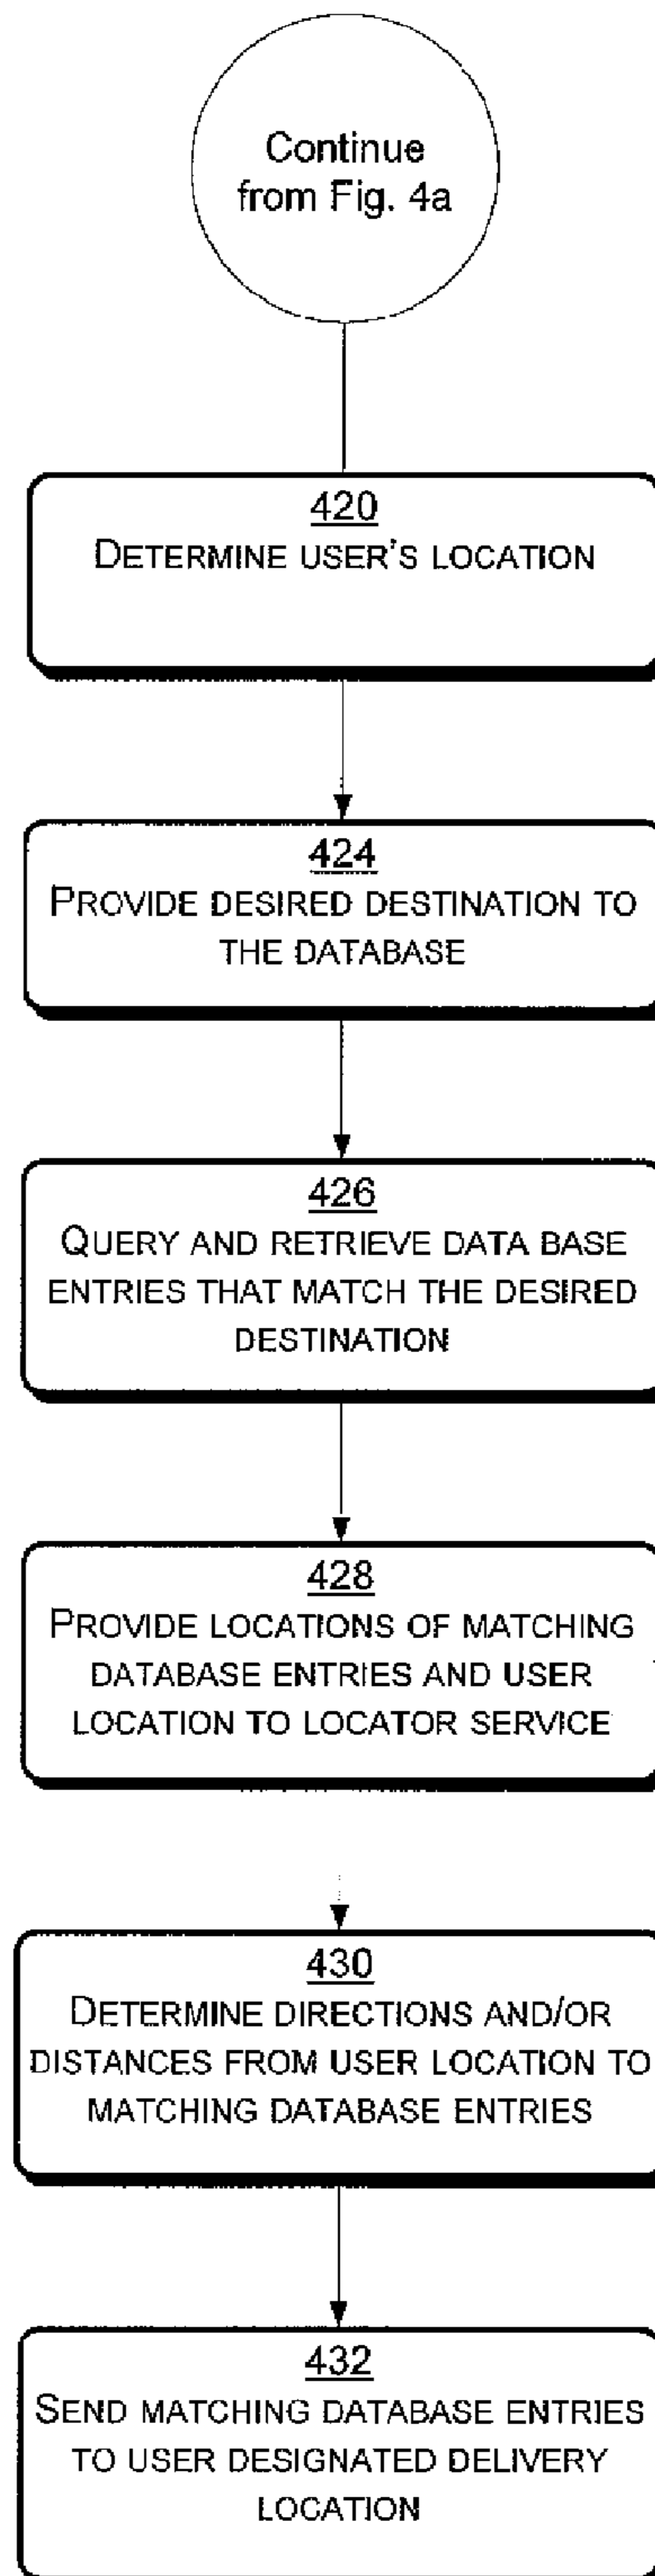 Continue
from Fig. 4a
420
DETERMINE USER'S LOCATION
424
PROVIDE DESIRED DESTINATION TO
THE DATABASE
426
QUERY AND RETRIEVE DATA BASE
ENTRIES THAT MATCH THE DESIRED
DESTINATION
428
PROVIDE LOCATIONS OF MATCHING
DATABASE ENTRIES AND USER
LOCATION TO LOCATOR SERVICE
430
DETERMINE DIRECTIONS AND/OR
DISTANCES FROM USER LOCATION TO
MATCHING DATABASE ENTRIES
432
SEND MATCHING DATABASE ENTRIES
TO USER DESIGNATED DELIVERY
LOCATION